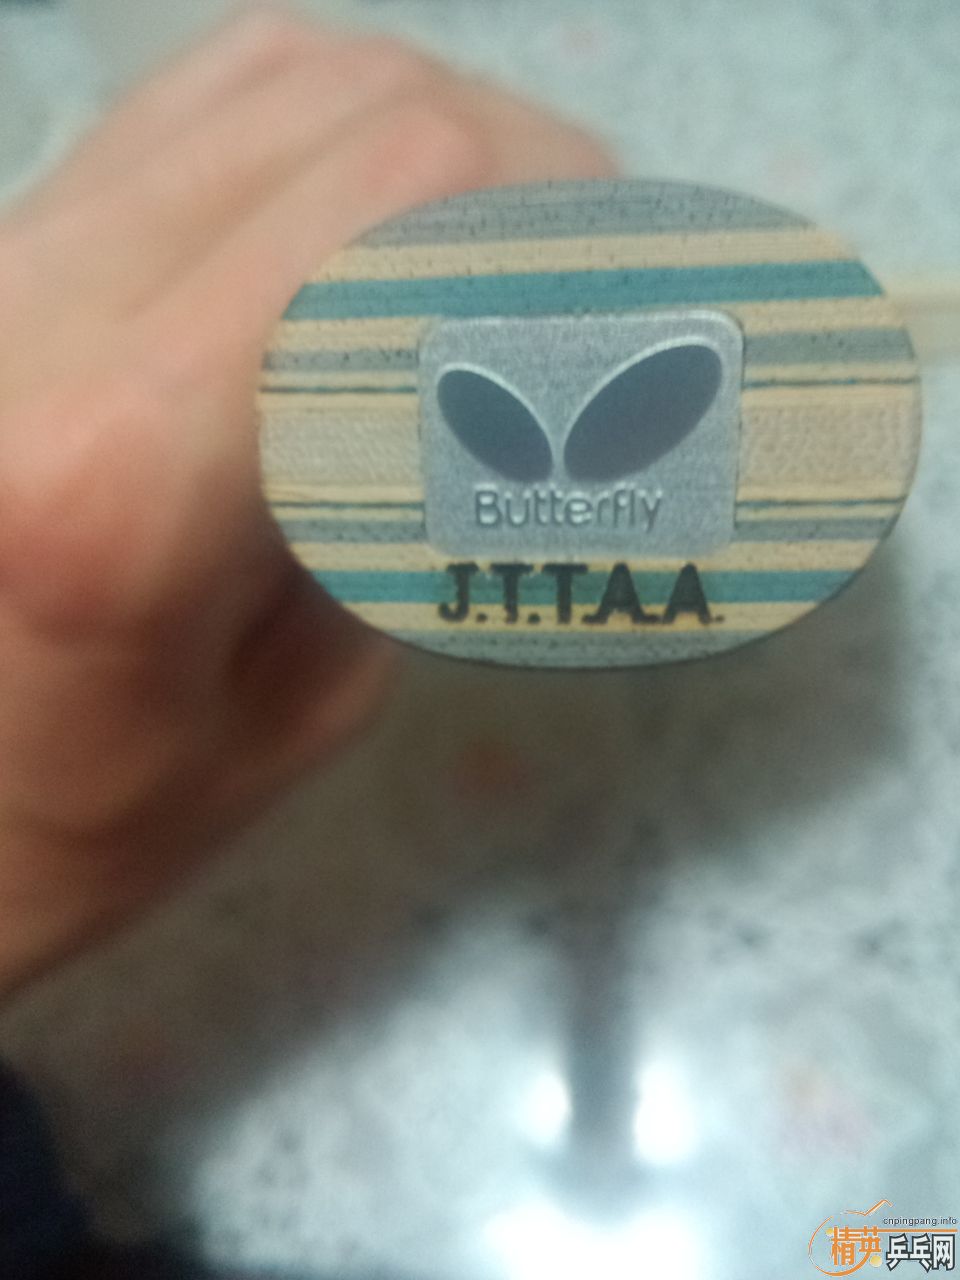 Butterfly
J.T.T.A.A.
cnpingpang.info
精英乒乓网